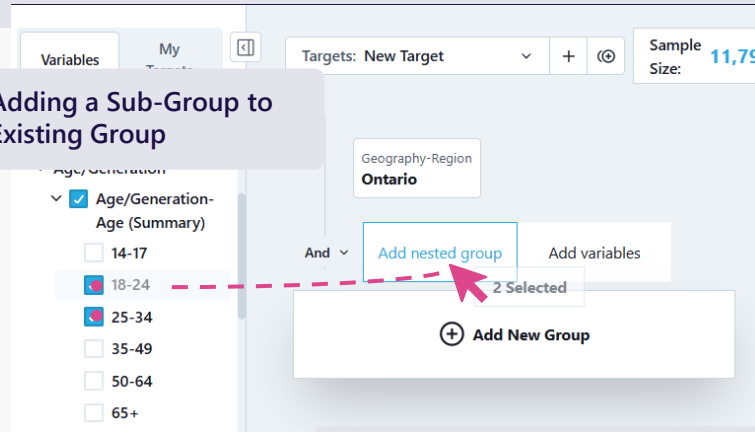 Variables
My
Targets: New Target
Sample
Size:
11,79
Adding a Sub-Group to
Existing Group
Age/Generation
Geography-Region
Ontario
Age/Generation-
Age (Summary)
And
Add nested group
Add variables
14-17
18-24
2 Selected
25-34
Add New Group
35-49
50-64
65+